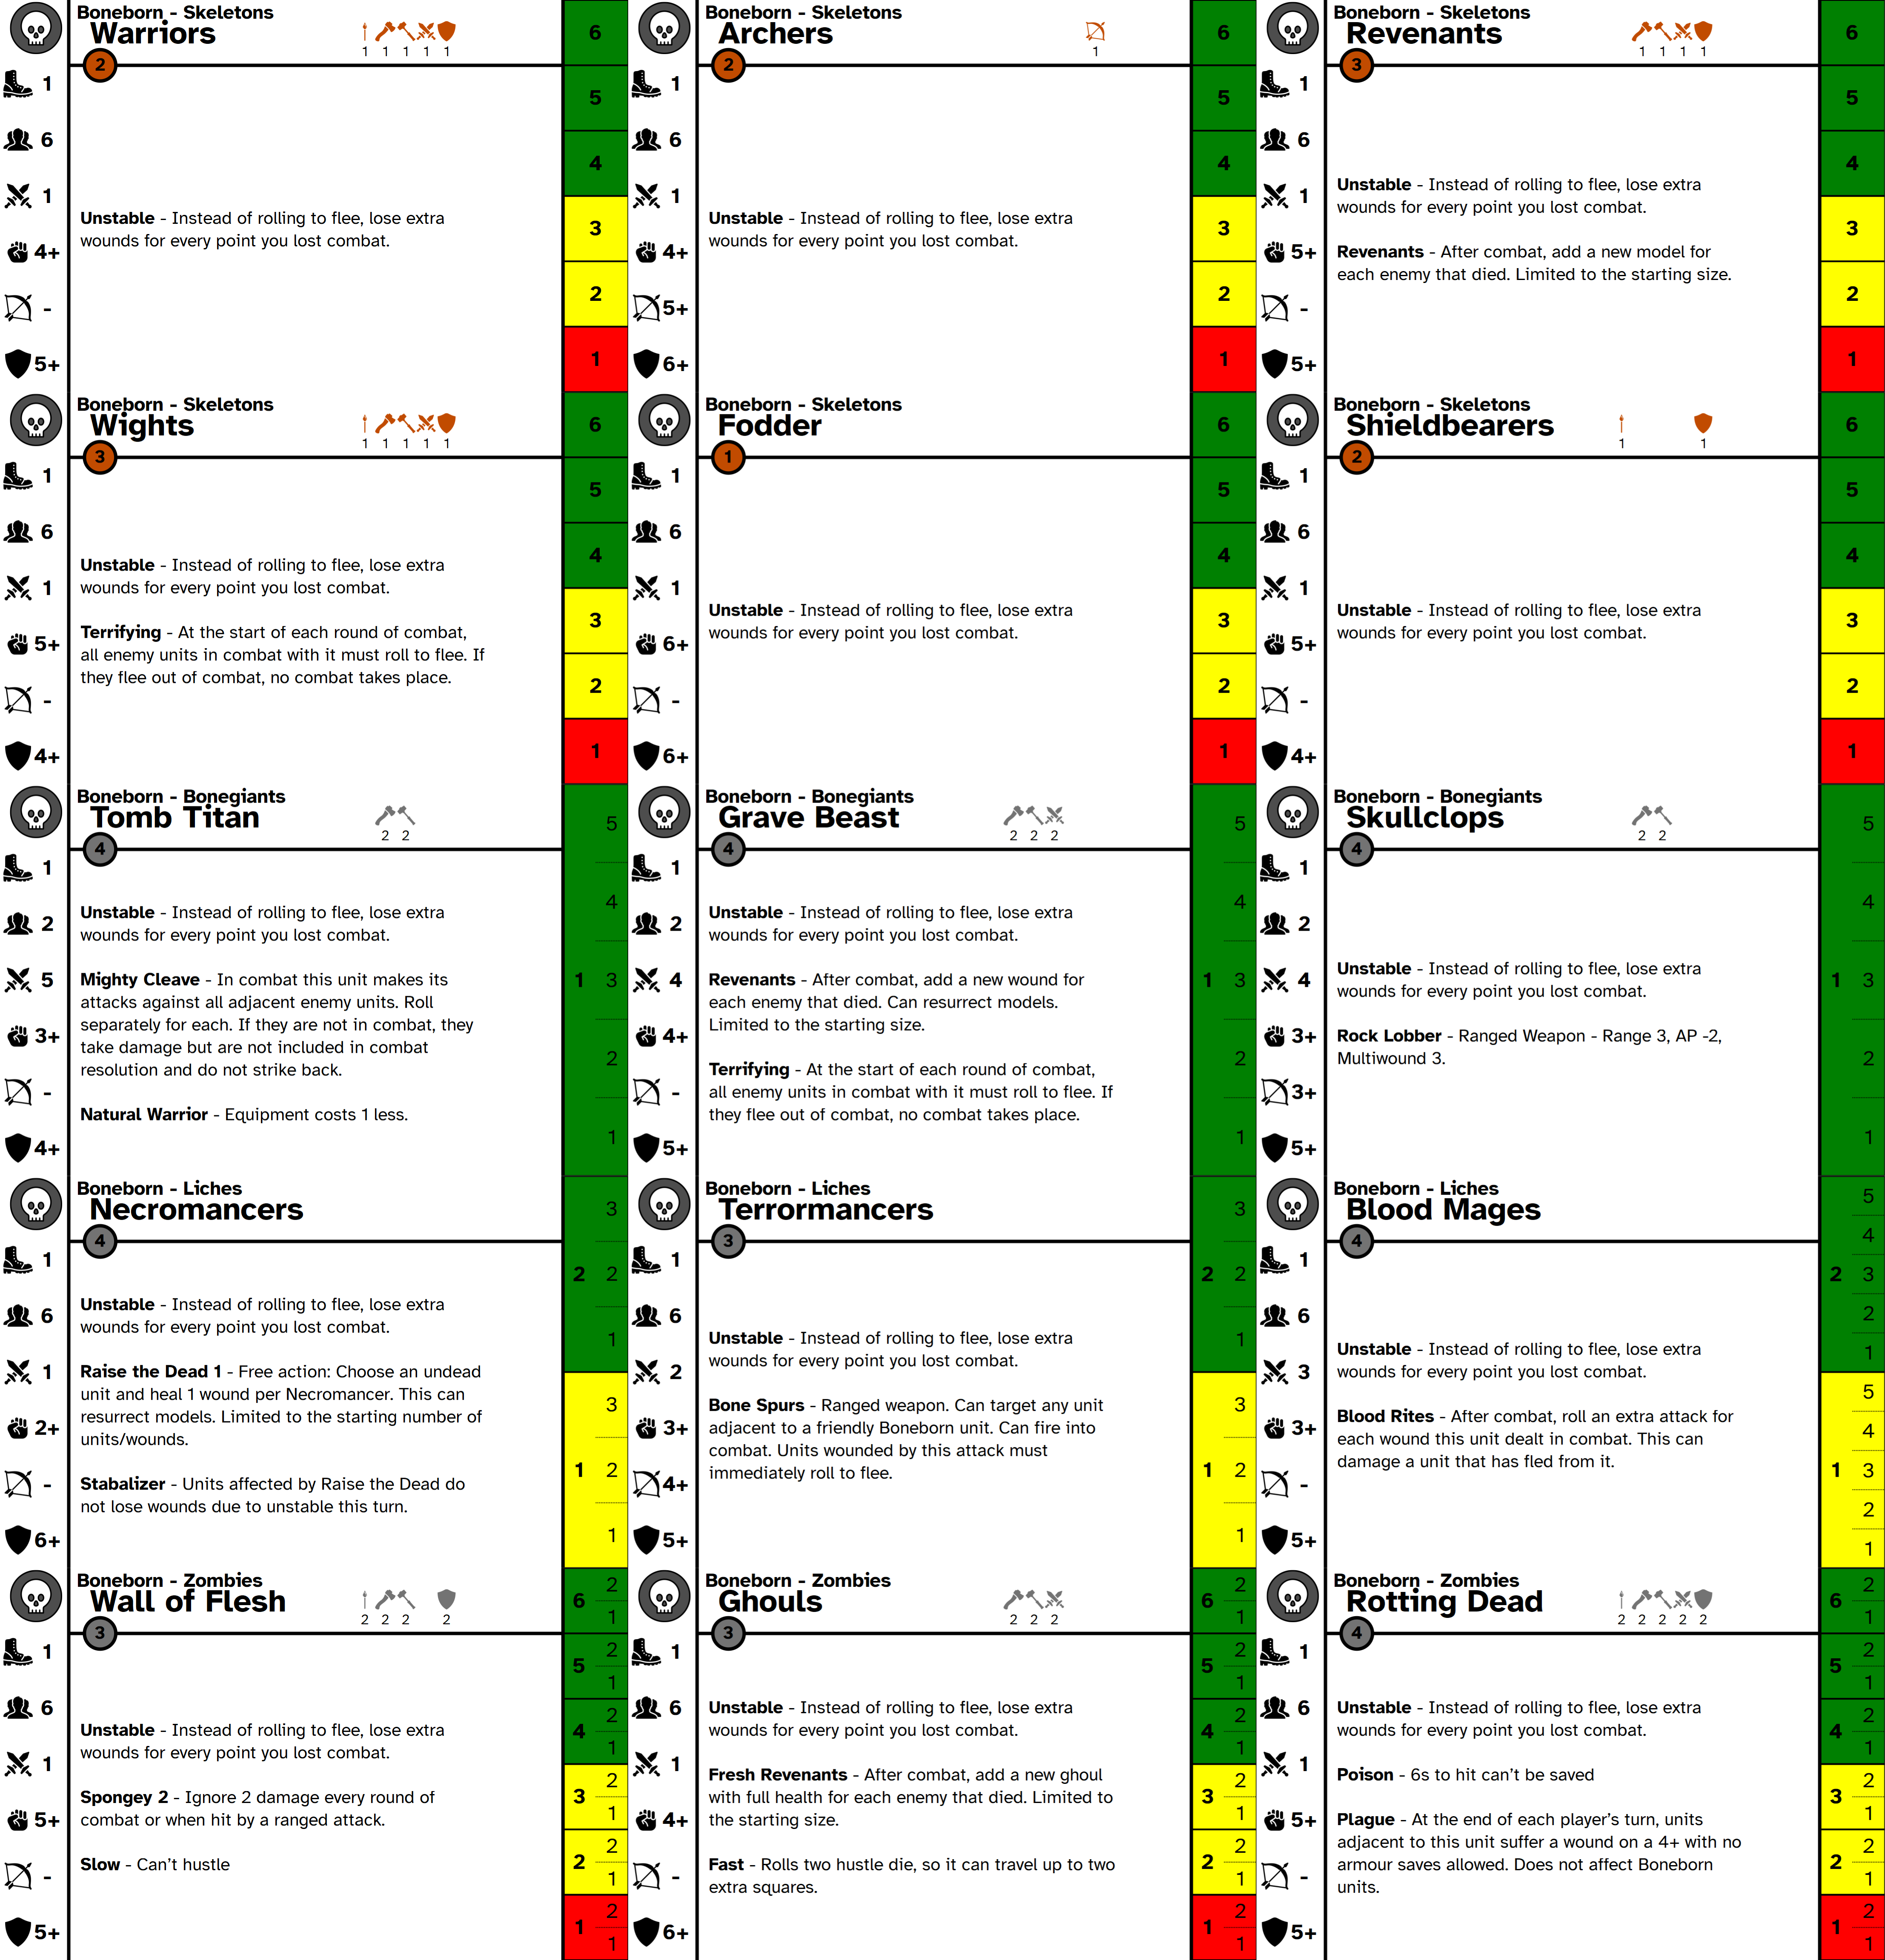 Boneborn - Skeletons
Warriors
1 1 1 1 1
2
1
6
1
4+
-
5+
Unstable - Instead of rolling to flee, lose extra
wounds for every point you lost combat.
6
5
4
3
2
1
Boneborn - Skeletons
Archers
1
2
1
6
1
4+
5+
6+
Unstable - Instead of rolling to flee, lose extra
wounds for every point you lost combat.
6
5
4
3
2
1
Boneborn - Skeletons
Revenants
1 1 1 1
3
1
6
1
5+
-
5+
Unstable - Instead of rolling to flee, lose extra
wounds for every point you lost combat.
Revenants - After combat, add a new model for
each enemy that died. Limited to the starting size.
6
5
4
3
2
1
Boneborn - Skeletons
Wights
1 1 1 1 1
3
1
6
1
5+
-
4+
Unstable - Instead of rolling to flee, lose extra
wounds for every point you lost combat.
Terrifying - At the start of each round of combat,
all enemy units in combat with it must roll to flee. If
they flee out of combat, no combat takes place.
6
5
4
3
2
1
Boneborn - Skeletons
Fodder
1
1
6
1
6+
-
6+
Unstable - Instead of rolling to flee, lose extra
wounds for every point you lost combat.
6
5
4
3
2
1
Boneborn - Skeletons
Shieldbearers
1 1
2
1
6
1
5+
-
4+
Unstable - Instead of rolling to flee, lose extra
wounds for every point you lost combat.
6
5
4
3
2
1
Boneborn - Bonegiants
Tomb Titan
2 2
4
1
2
5
3+
-
4+
Unstable - Instead of rolling to flee, lose extra
wounds for every point you lost combat.
Mighty Cleave - In combat this unit makes its
attacks against all adjacent enemy units. Roll
separately for each. If they are not in combat, they
take damage but are not included in combat
resolution and do not strike back.
Natural Warrior - Equipment costs 1 less.
5
4
1 3
2
1
Boneborn - Bonegiants
Grave Beast
2 2 2
4
1
2
4
4+
-
5+
Unstable - Instead of rolling to flee, lose extra
wounds for every point you lost combat.
Revenants - After combat, add a new wound for
each enemy that died. Can resurrect models.
Limited to the starting size.
Terrifying - At the start of each round of combat,
all enemy units in combat with it must roll to flee. If
they flee out of combat, no combat takes place.
5
4
1 3
2
1
Boneborn - Bonegiants
Skullclops
2 2
4
1
2
4
3+
3+
5+
Unstable - Instead of rolling to flee, lose extra
wounds for every point you lost combat.
Rock Lobber - Ranged Weapon - Range 3, AP -2,
Multiwound 3.
5
4
1 3
2
1
Boneborn - Liches
Necromancers
4
1
6
1
2+
-
6+
Unstable - Instead of rolling to flee, lose extra
wounds for every point you lost combat.
Raise the Dead 1 - Free action: Choose an undead
unit and heal 1 wound per Necromancer. This can
resurrect models. Limited to the starting number of
units/wounds.
Stabalizer - Units affected by Raise the Dead do
not lose wounds due to unstable this turn.
3
2 2
1
3
1 2
1
Boneborn - Liches
Terrormancers
3
1
6
2
3+
4+
5+
Unstable - Instead of rolling to flee, lose extra
wounds for every point you lost combat.
Bone Spurs - Ranged weapon. Can target any unit
adjacent to a friendly Boneborn unit. Can fire into
combat. Units wounded by this attack must
immediately roll to flee.
3
2 2
1
3
1 2
1
Boneborn - Liches
Blood Mages
4
1
6
3
3+
-
5+
Unstable - Instead of rolling to flee, lose extra
wounds for every point you lost combat.
Blood Rites - After combat, roll an extra attack for
each wound this unit dealt in combat. This can
damage a unit that has fled from it.
5
4
2 3
2
1
5
4
1 3
2
1
Boneborn - Zombies
Wall of Flesh
2 2 2 2
3
1
6
1
5+
-
5+
Unstable - Instead of rolling to flee, lose extra
wounds for every point you lost combat.
Spongey 2 - Ignore 2 damage every round of
combat or when hit by a ranged attack.
Slow - Can't hustle
6 2
1
5 2
1
4 2
1
3 2
1
2 2
1
1 2
1
Boneborn - Zombies
Ghouls
2 2 2
3
1
6
1
4+
-
6+
Unstable - Instead of rolling to flee, lose extra
wounds for every point you lost combat.
Fresh Revenants - After combat, add a new ghoul
with full health for each enemy that died. Limited to
the starting size.
Fast - Rolls two hustle die, so it can travel up to two
extra squares.
6 2
1
5 2
1
4 2
1
3 2
1
2 2
1
1 2
1
Boneborn - Zombies
Rotting Dead
2 2 2 2 2
4
1
6
1
5+
-
5+
Unstable - Instead of rolling to flee, lose extra
wounds for every point you lost combat.
Poison - 6s to hit can't be saved
Plague - At the end of each player's turn, units
adjacent to this unit suffer a wound on a 4+ with no
armour saves allowed. Does not affect Boneborn
units.
6 2
1
5 2
1
4 2
1
3 2
1
2 2
1
1 2
1